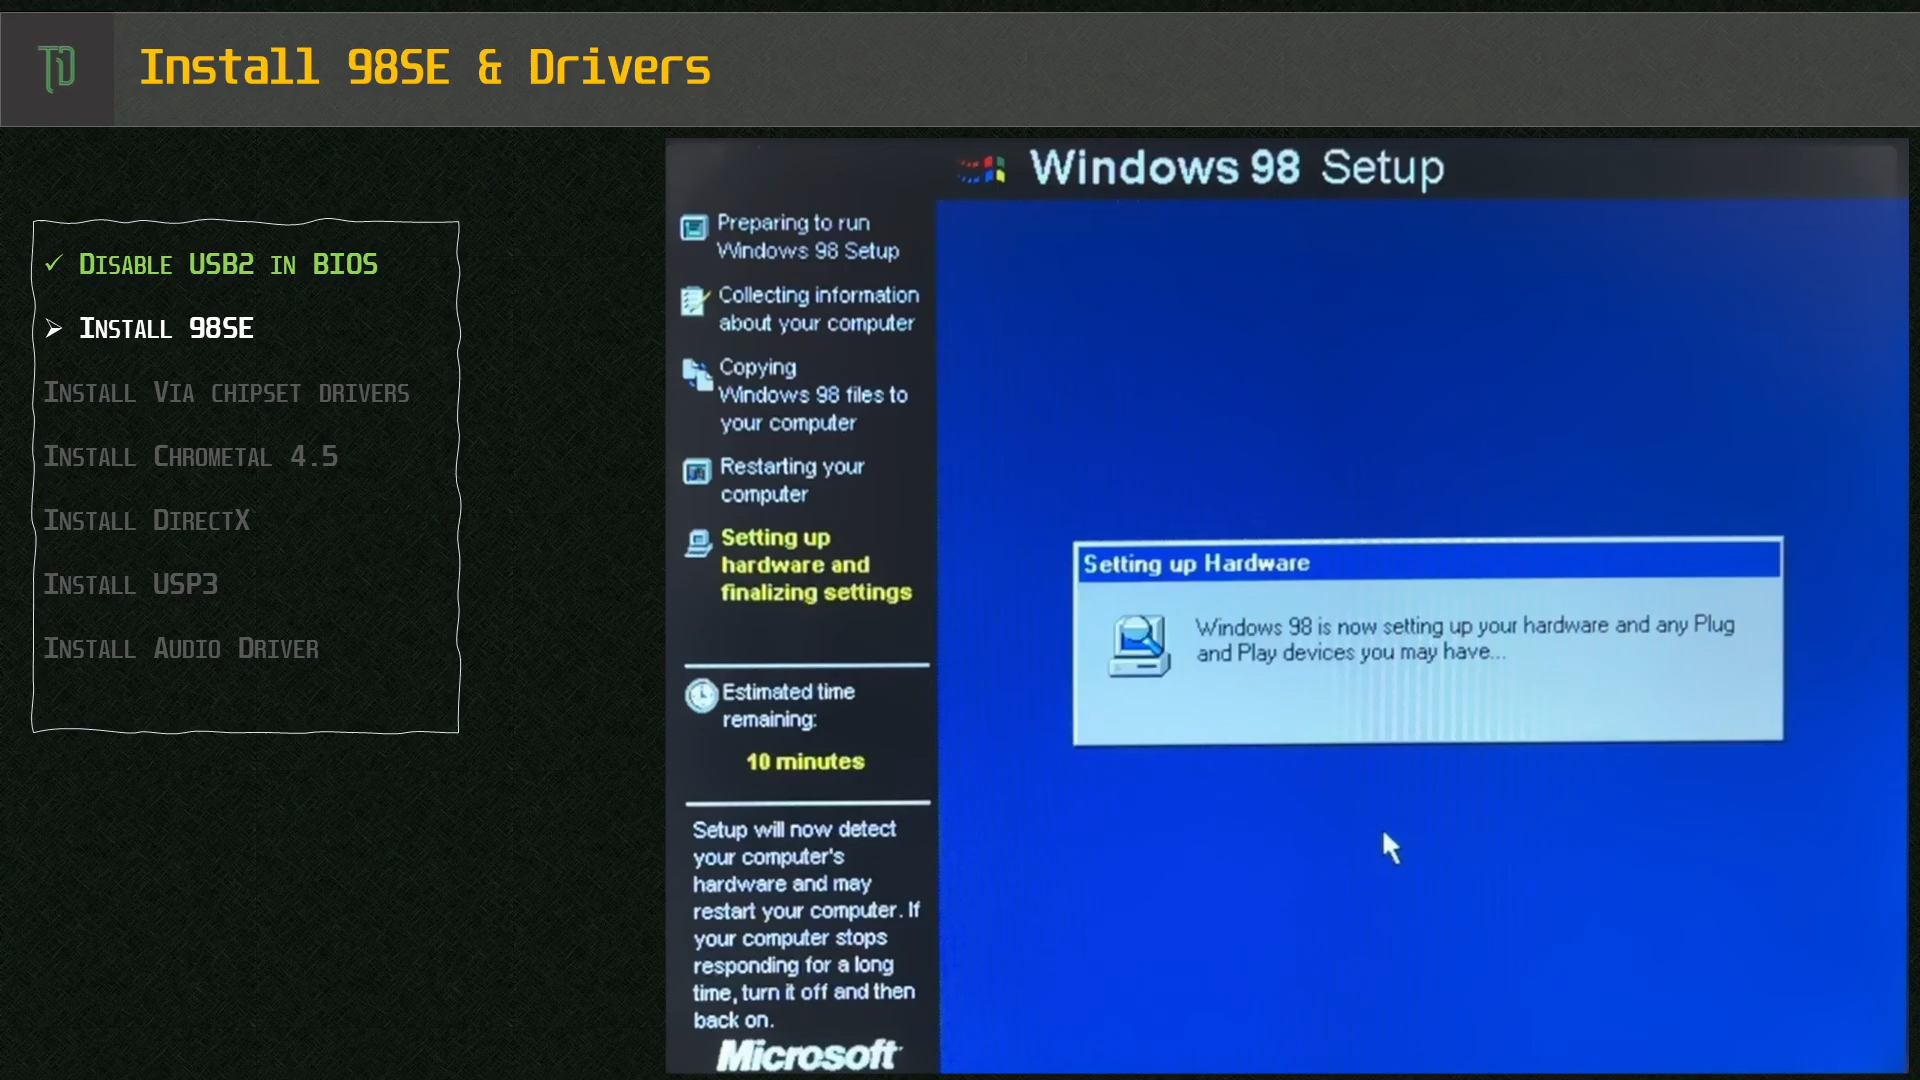 Install 98SE & Drivers
✓ Disable USB2 in BIOS
➢ Install 98SE
Install Via chipset drivers
Install Chrometal 4.5
Install DirectX
Install USP3
Install Audio Driver
Windows 98 Setup
Preparing to run
Windows 98 Setup
Collecting information
about your computer
Copying
Windows 98 files to
your computer
Restarting your
computer
Setting up
hardware and
finalizing settings
Estimated time
remaining:
10 minutes
Setup will now detect
your computer's
hardware and may
restart your computer. If
your computer stops
responding for a long
time, turn it off and then
back on.
Microsoft
Setting up Hardware
Windows 98 is now setting up your hardware and any Plug
and Play devices you may have...